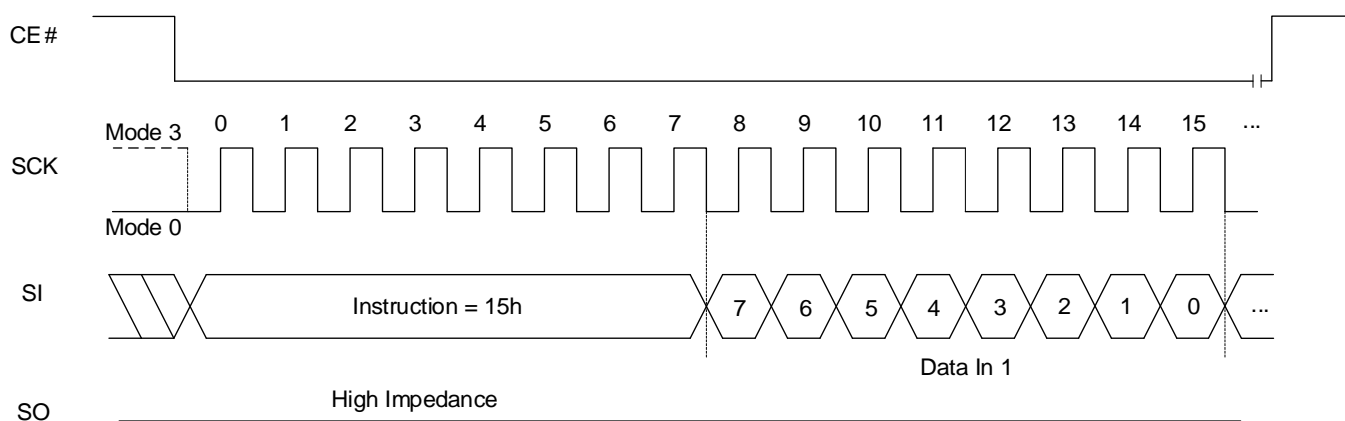 CE#
Mode 3 0 1 2 3 4 5 6 7 8 9 10 11 12 13 14 15 ...
SCK
Mode 0
SI Instruction = 15h 7 6 5 4 3 2 1 0 ...
Data In 1
High Impedance
SO